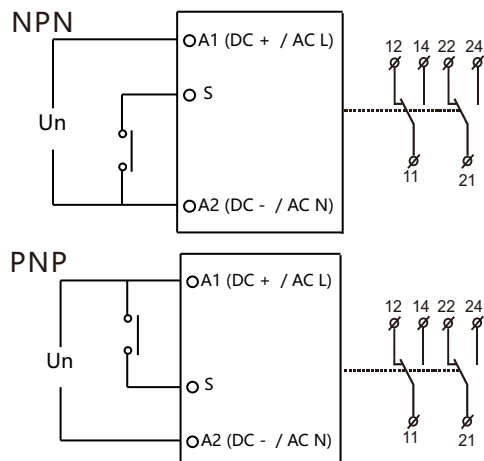 NPN
A1 (DC + / AC L)
12 14 22 24
S
Un
11 21
A2 (DC - / AC N)
PNP
A1 (DC + / AC L)
12 14 22 24
Un
S
11 21
A2 (DC - / AC N)